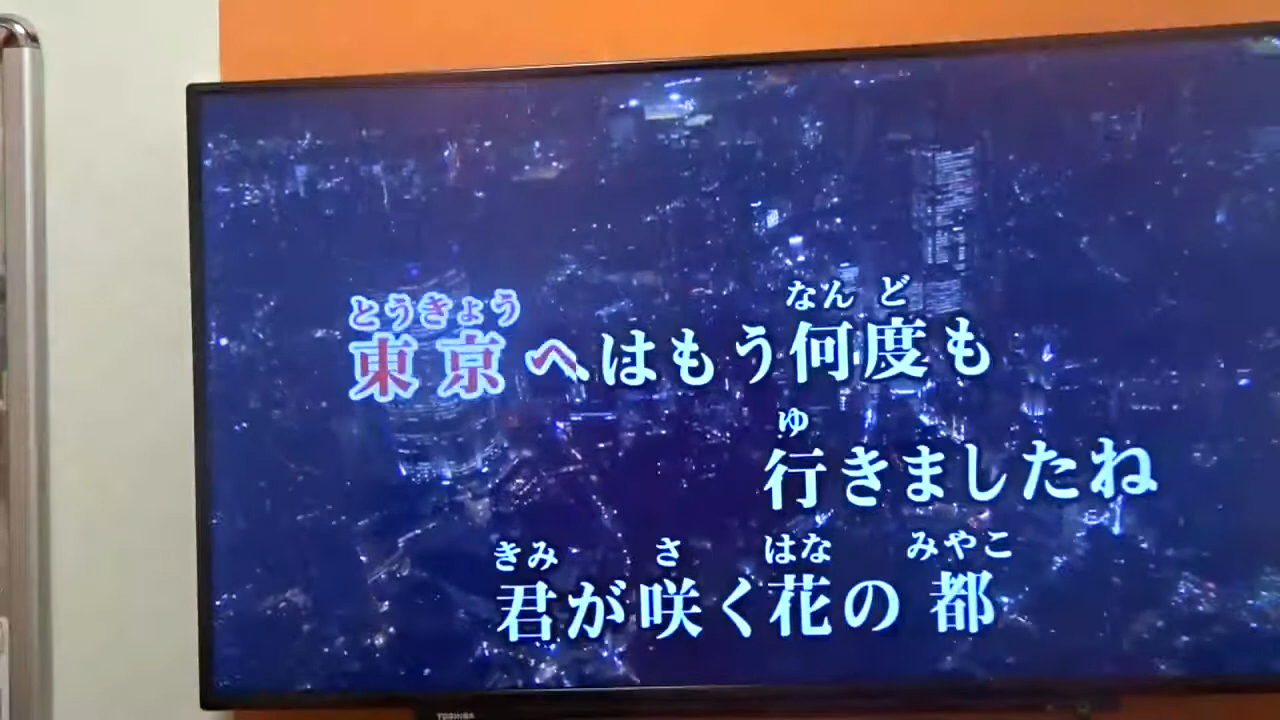 とうきょう なんど
東京へはもう何度も
ゆ
行きましたね
きみ さ はな みやこ
君が咲く花の都
TOSHIBA